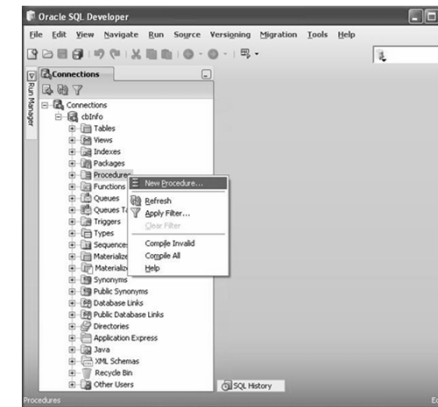 Oracle SQL Developer
File Edit View Navigate Run Source Versioning Migration Tools Help
Connections
Run Manager
Connections
cbInfo
Tables
Views
Indexes
Packages
Procedures
New Procedure...
Functions
Refresh
Queues
Apply Filter...
Queues Ta
Clear Filter
Triggers
Types
Compile Invalid
Sequence
Compile All
Materialize
Help
Materialize
Synonyms
Public Synonyms
Database Links
Public Database Links
Directories
Application Express
Java
XML Schemas
Recycle Bin
Other Users
SQL History
Procedures
Ed